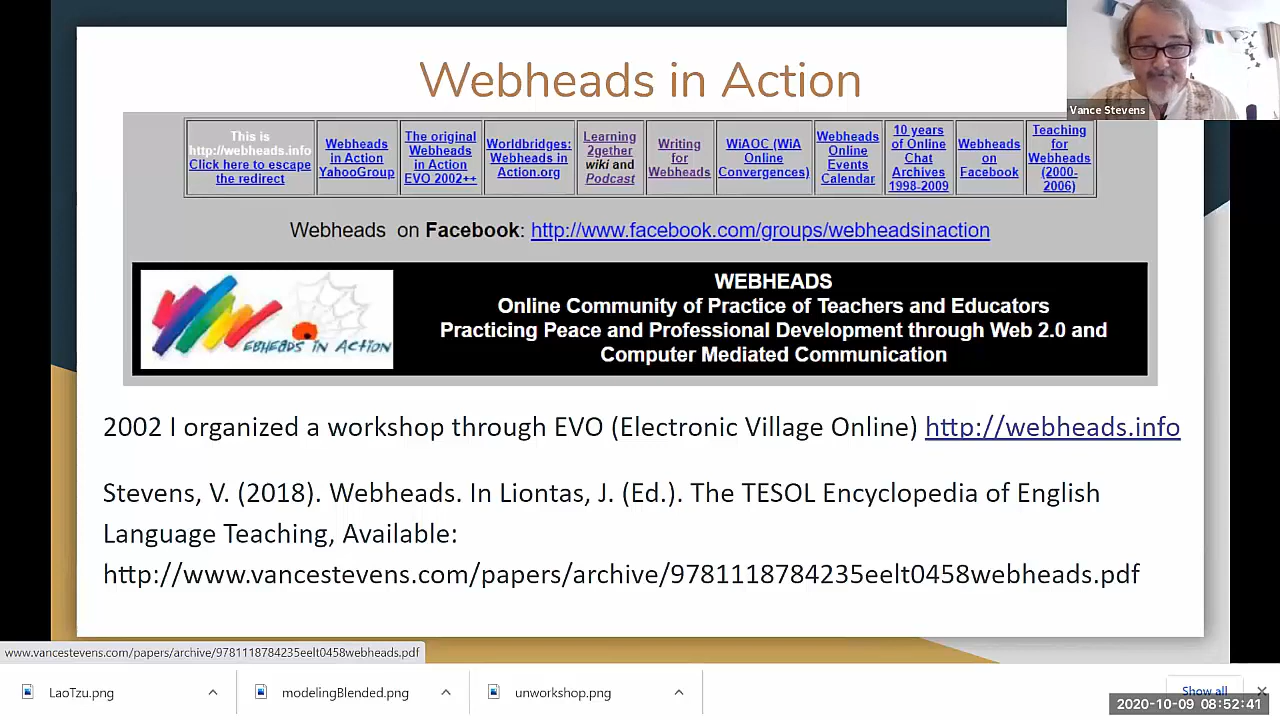 Webheads in Action
Vance Stevens
This is
http://webheads.info
Click here to escape
the redirect
Webheads
in Action
YahooGroup
The original
Webheads
in Action
EVO 2002++
Worldbridges:
Webheads in
Action.org
Learning
2gether
wiki and
Podcast
Writing
for
Webheads
WiAOC (WiA
Online
Convergences)
Webheads
Online
Events
Calendar
10 years
of Online
Chat
Archives
1998-2009
Webheads
on
Facebook
Teaching
for
Webheads
(2000-
2006)
Webheads on Facebook: http://www.facebook.com/groups/webheadsinaction
EBHEADS IN ACTION
WEBHEADS
Online Community of Practice of Teachers and Educators
Practicing Peace and Professional Development through Web 2.0 and
Computer Mediated Communication
2002 I organized a workshop through EVO (Electronic Village Online) http://webheads.info
Stevens, V. (2018). Webheads. In Liontas, J. (Ed.). The TESOL Encyclopedia of English
Language Teaching, Available:
http://www.vancestevens.com/papers/archive/9781118784235eelt0458webheads.pdf
www.vancestevens.com/papers/archive/9781118784235eelt0458webheads.pdf
LaoTzu.png
modelingBlended.png
unworkshop.png
Show all
2020-10-09 08:52:41